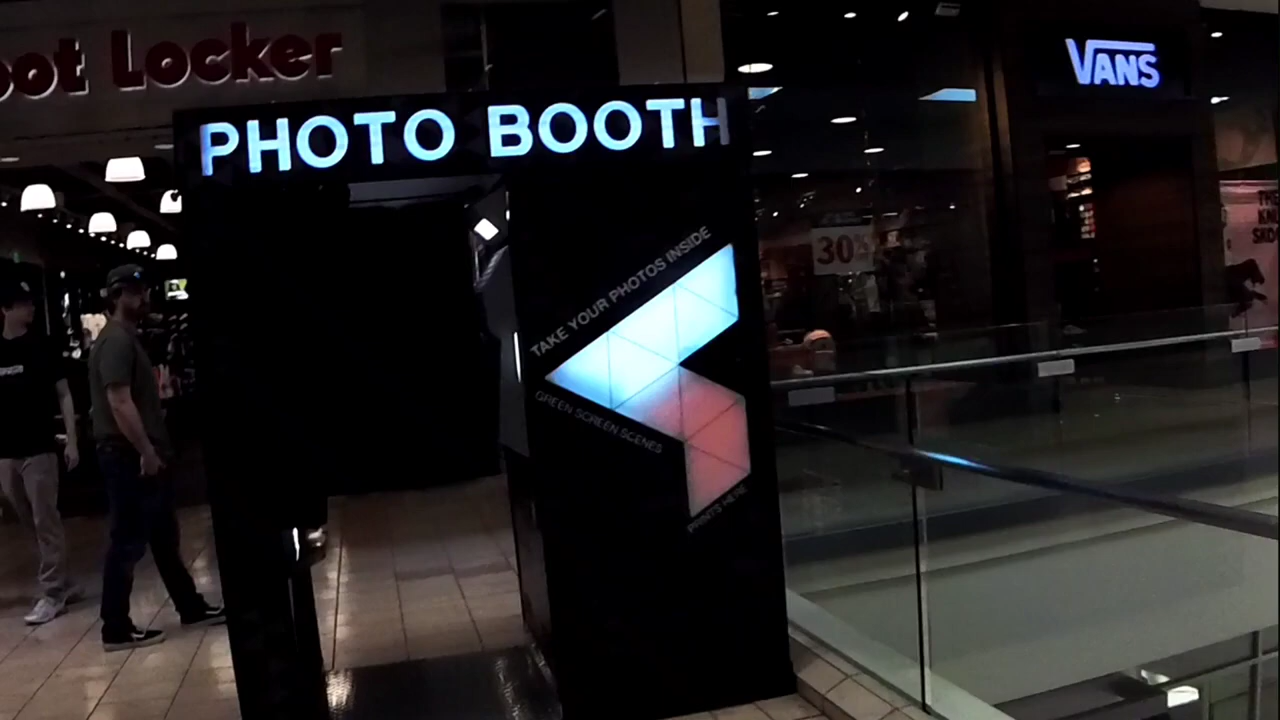 oot Locker
PHOTO BOOTH
VANS
30%
TAKE YOUR PHOTOS INSIDE
GREEN SCREEN SCENES
PRINTS HERE